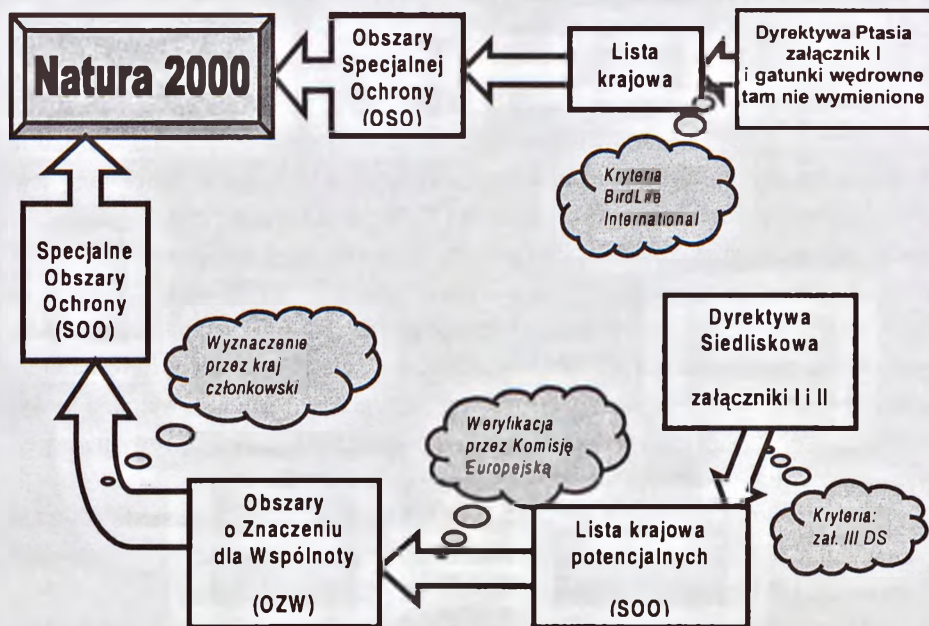 Natura 2000
Obszary
Specjalnej
Ochrony
(OSO)
Lista
krajowa
Dyrektywa Ptasia
załącznik I
i gatunki wędrowne
tam nie wymienione
Kryteria
BirdLife
International
Specjalne
Obszary
Ochrony
(SOO)
Wyznaczenie
przez kraj
członkowski
Dyrektywa
Siedliskowa
załączniki I i II
Weryfikacja
przez Komisję
Europejską
Kryteria:
zał. III DS
Obszary
o Znaczeniu
dla Wspólnoty
(OZW)
Lista krajowa
potencjalnych
(SOO)